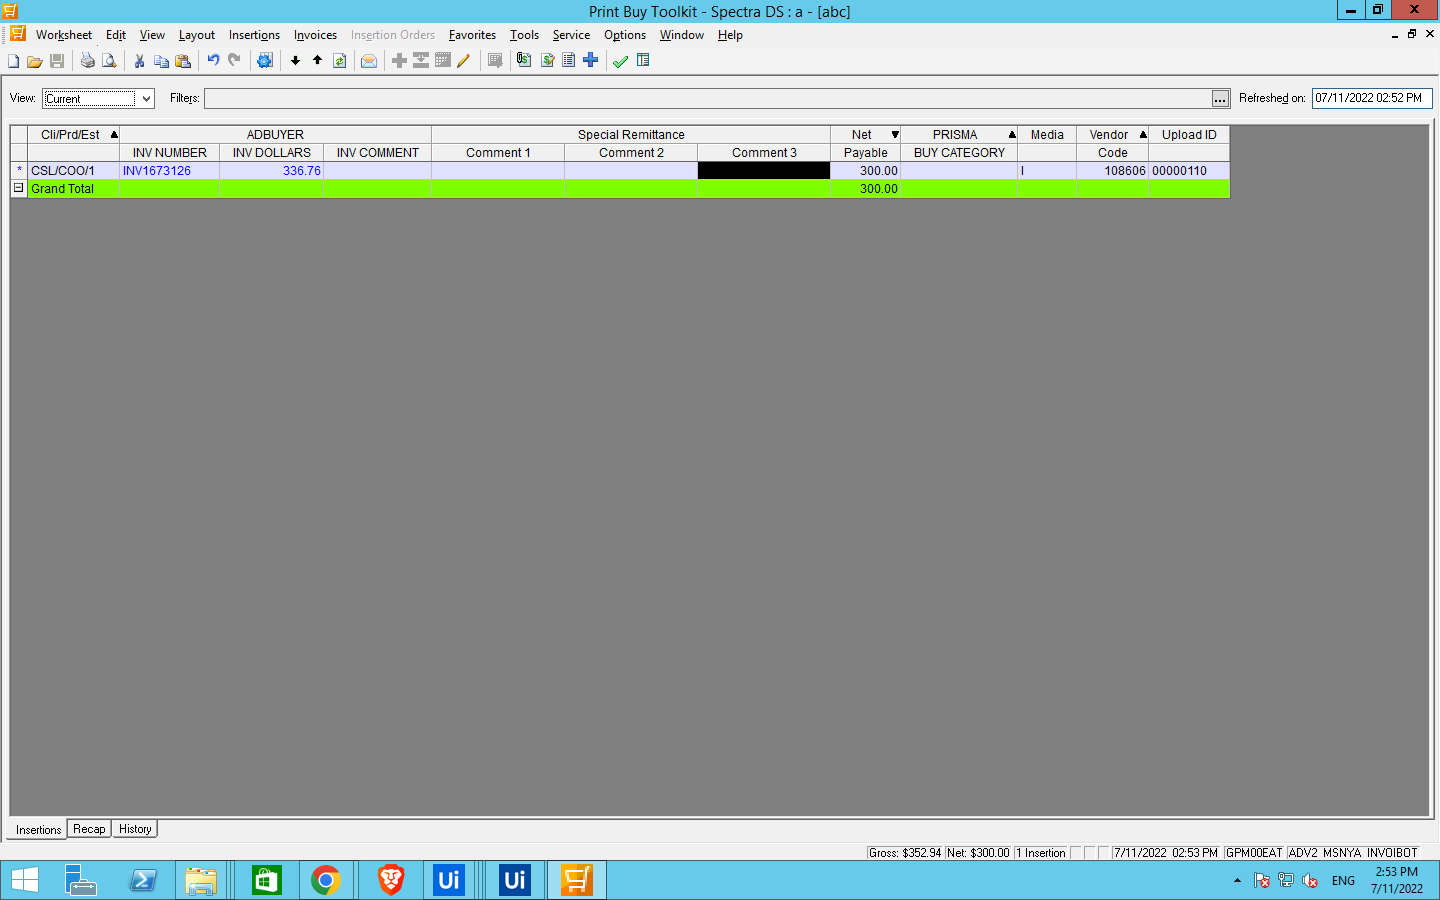 Print Buy Toolkit - Spectra DS : a - [abc]
Worksheet Edit View Layout Insertions Invoices Insertion Orders Favorites Tools Service Options Window Help
View: Current Filters: ... Refreshed on: 07/11/2022 02:52 PM
Cli/Prd/Est ADBUYER Special Remittance Net PRISMA Media Vendor Upload ID
INV NUMBER INV DOLLARS INV COMMENT Comment 1 Comment 2 Comment 3 Payable BUY CATEGORY Code
* CSL/COO/1 INV1673126 336.76 300.00 I 108606 00000110
Grand Total 300.00
Insertions Recap History
Gross: $352.94 Net: $300.00 1 Insertion 7/11/2022 02:53 PM GPM00EAT ADV2 MSNYA INVOIBOT
Ui Ui ENG 2:53 PM
7/11/2022